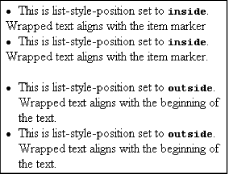 • This is list-style-position set to inside.
Wrapped text aligns with the item marker
• This is list-style-position set to inside.
Wrapped text aligns with the item marker.
• This is list-style-position set to outside.
Wrapped text aligns with the beginning of
the text.
• This is list-style-position set to outside.
Wrapped text aligns with the beginning of
the text.